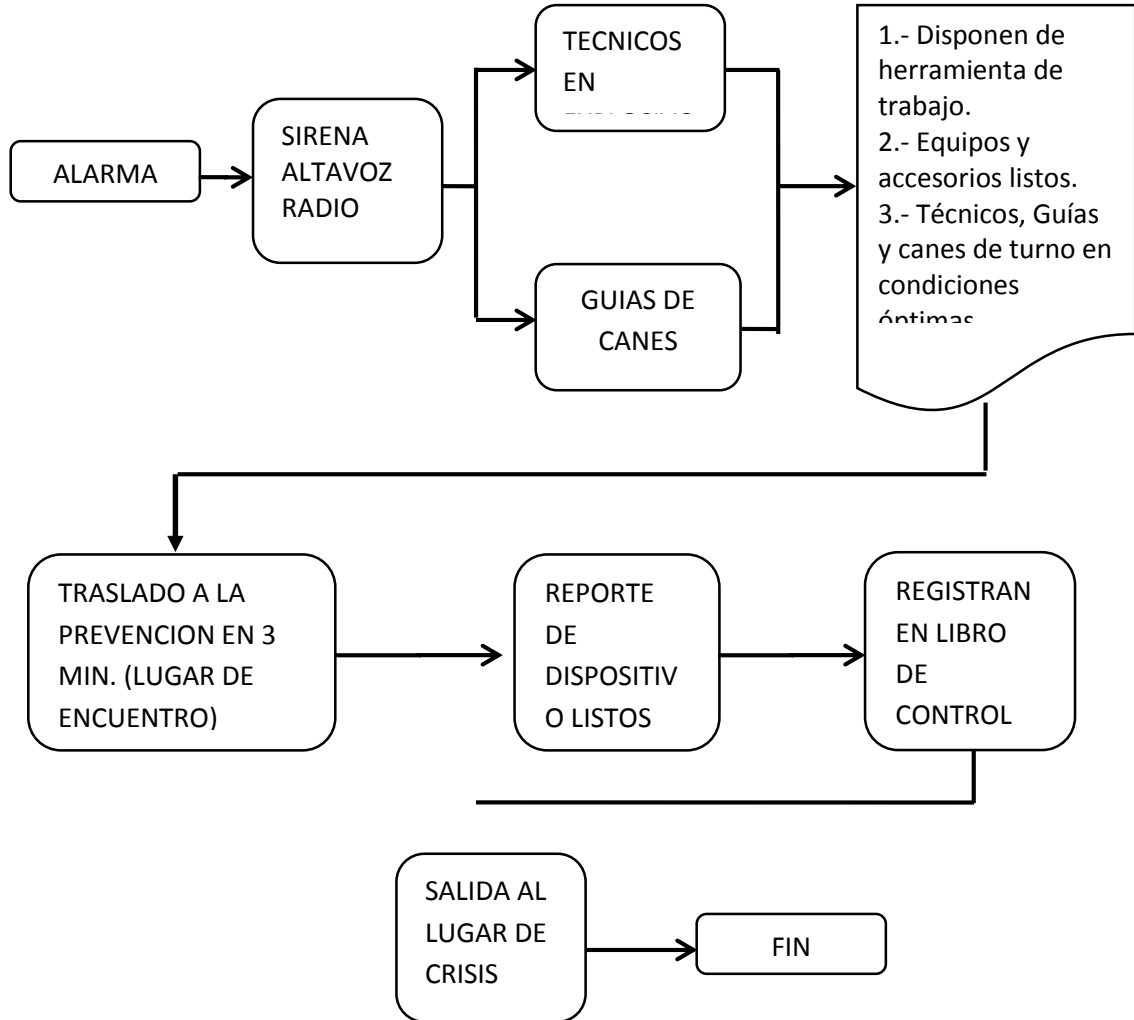 ALARMA
SIRENA
ALTAVOZ
RADIO
TECNICOS
EN
GUIAS DE
CANES
1.- Disponen de
herramienta de
trabajo.
2.- Equipos y
accesorios listos.
3.- Técnicos, Guías
y canes de turno en
condiciones
óptimas
TRASLADO A LA
PREVENCION EN 3
MIN. (LUGAR DE
ENCUENTRO)
REPORTE
DE
DISPOSITIV
O LISTOS
REGISTRAN
EN LIBRO
DE
CONTROL
SALIDA AL
LUGAR DE
CRISIS
FIN